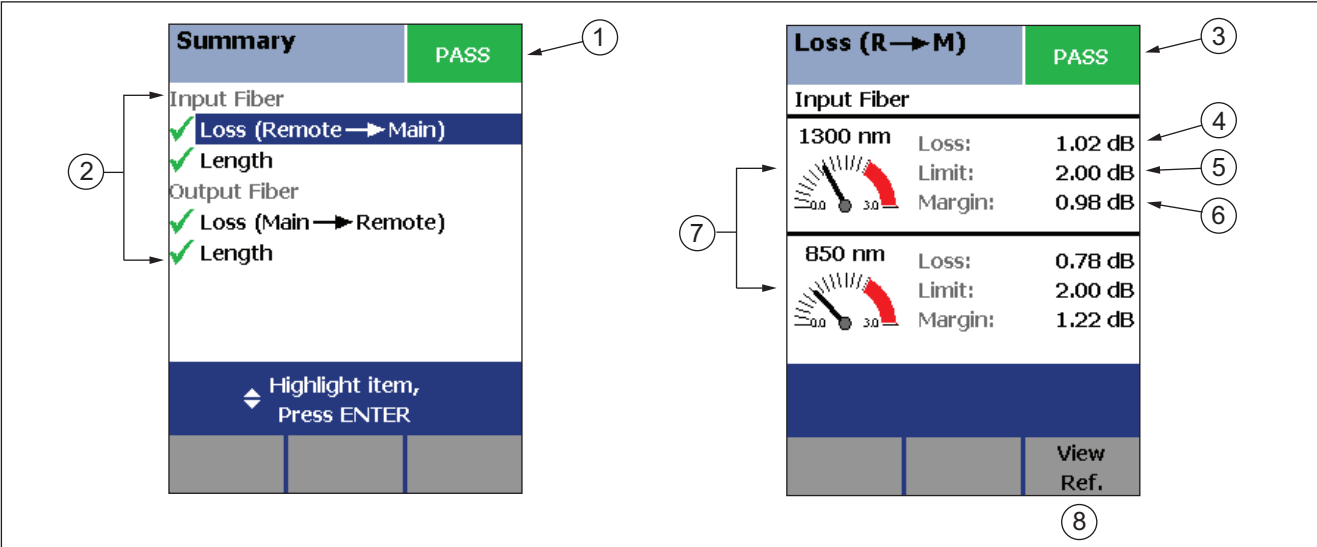 Summary
PASS
1
Input Fiber
Loss (Remote → Main)
Length
2
Output Fiber
Loss (Main → Remote)
Length
Highlight item,
Press ENTER
Loss (R→M)
PASS
3
Input Fiber
1300 nm
Loss: 1.02 dB
4
Limit: 2.00 dB
5
0.0 3.0
Margin: 0.98 dB
6
7
850 nm
Loss: 0.78 dB
Limit: 2.00 dB
0.0 3.0
Margin: 1.22 dB
View
Ref.
8